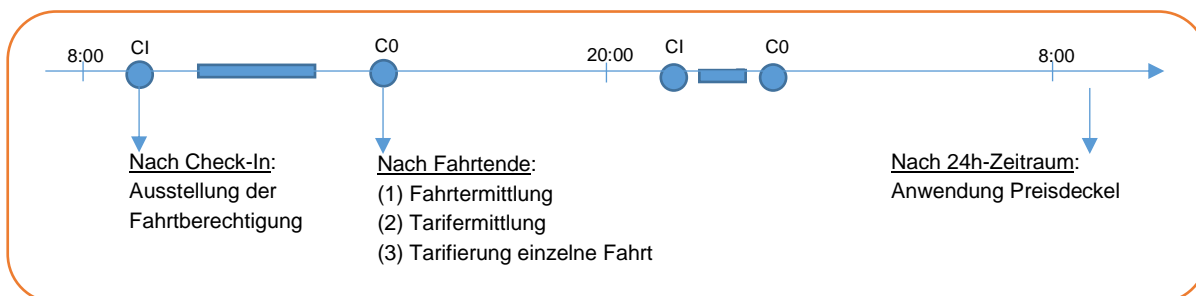 8:00
CI
C0
20:00
CI
C0
8:00
Nach Check-In:
Ausstellung der
Fahrtberechtigung
Nach Fahrtende:
(1) Fahrtermittlung
(2) Tarifermittlung
(3) Tarifierung einzelne Fahrt
Nach 24h-Zeitraum:
Anwendung Preisdeckel